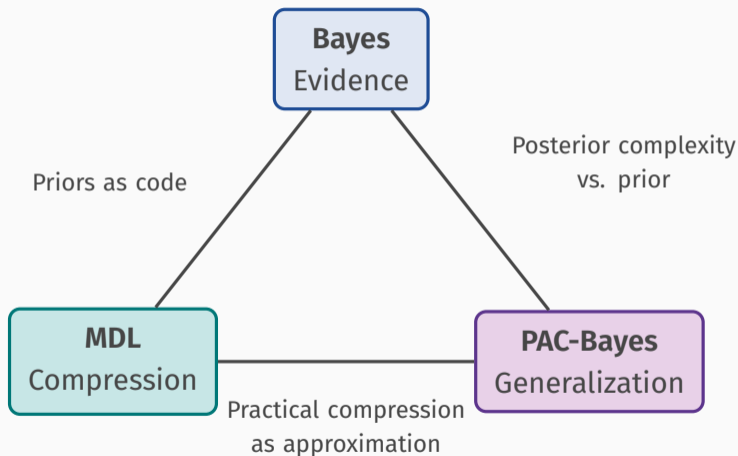 Bayes
Evidence
Priors as code
Posterior complexity
vs. prior
MDL
Compression
PAC-Bayes
Generalization
Practical compression
as approximation